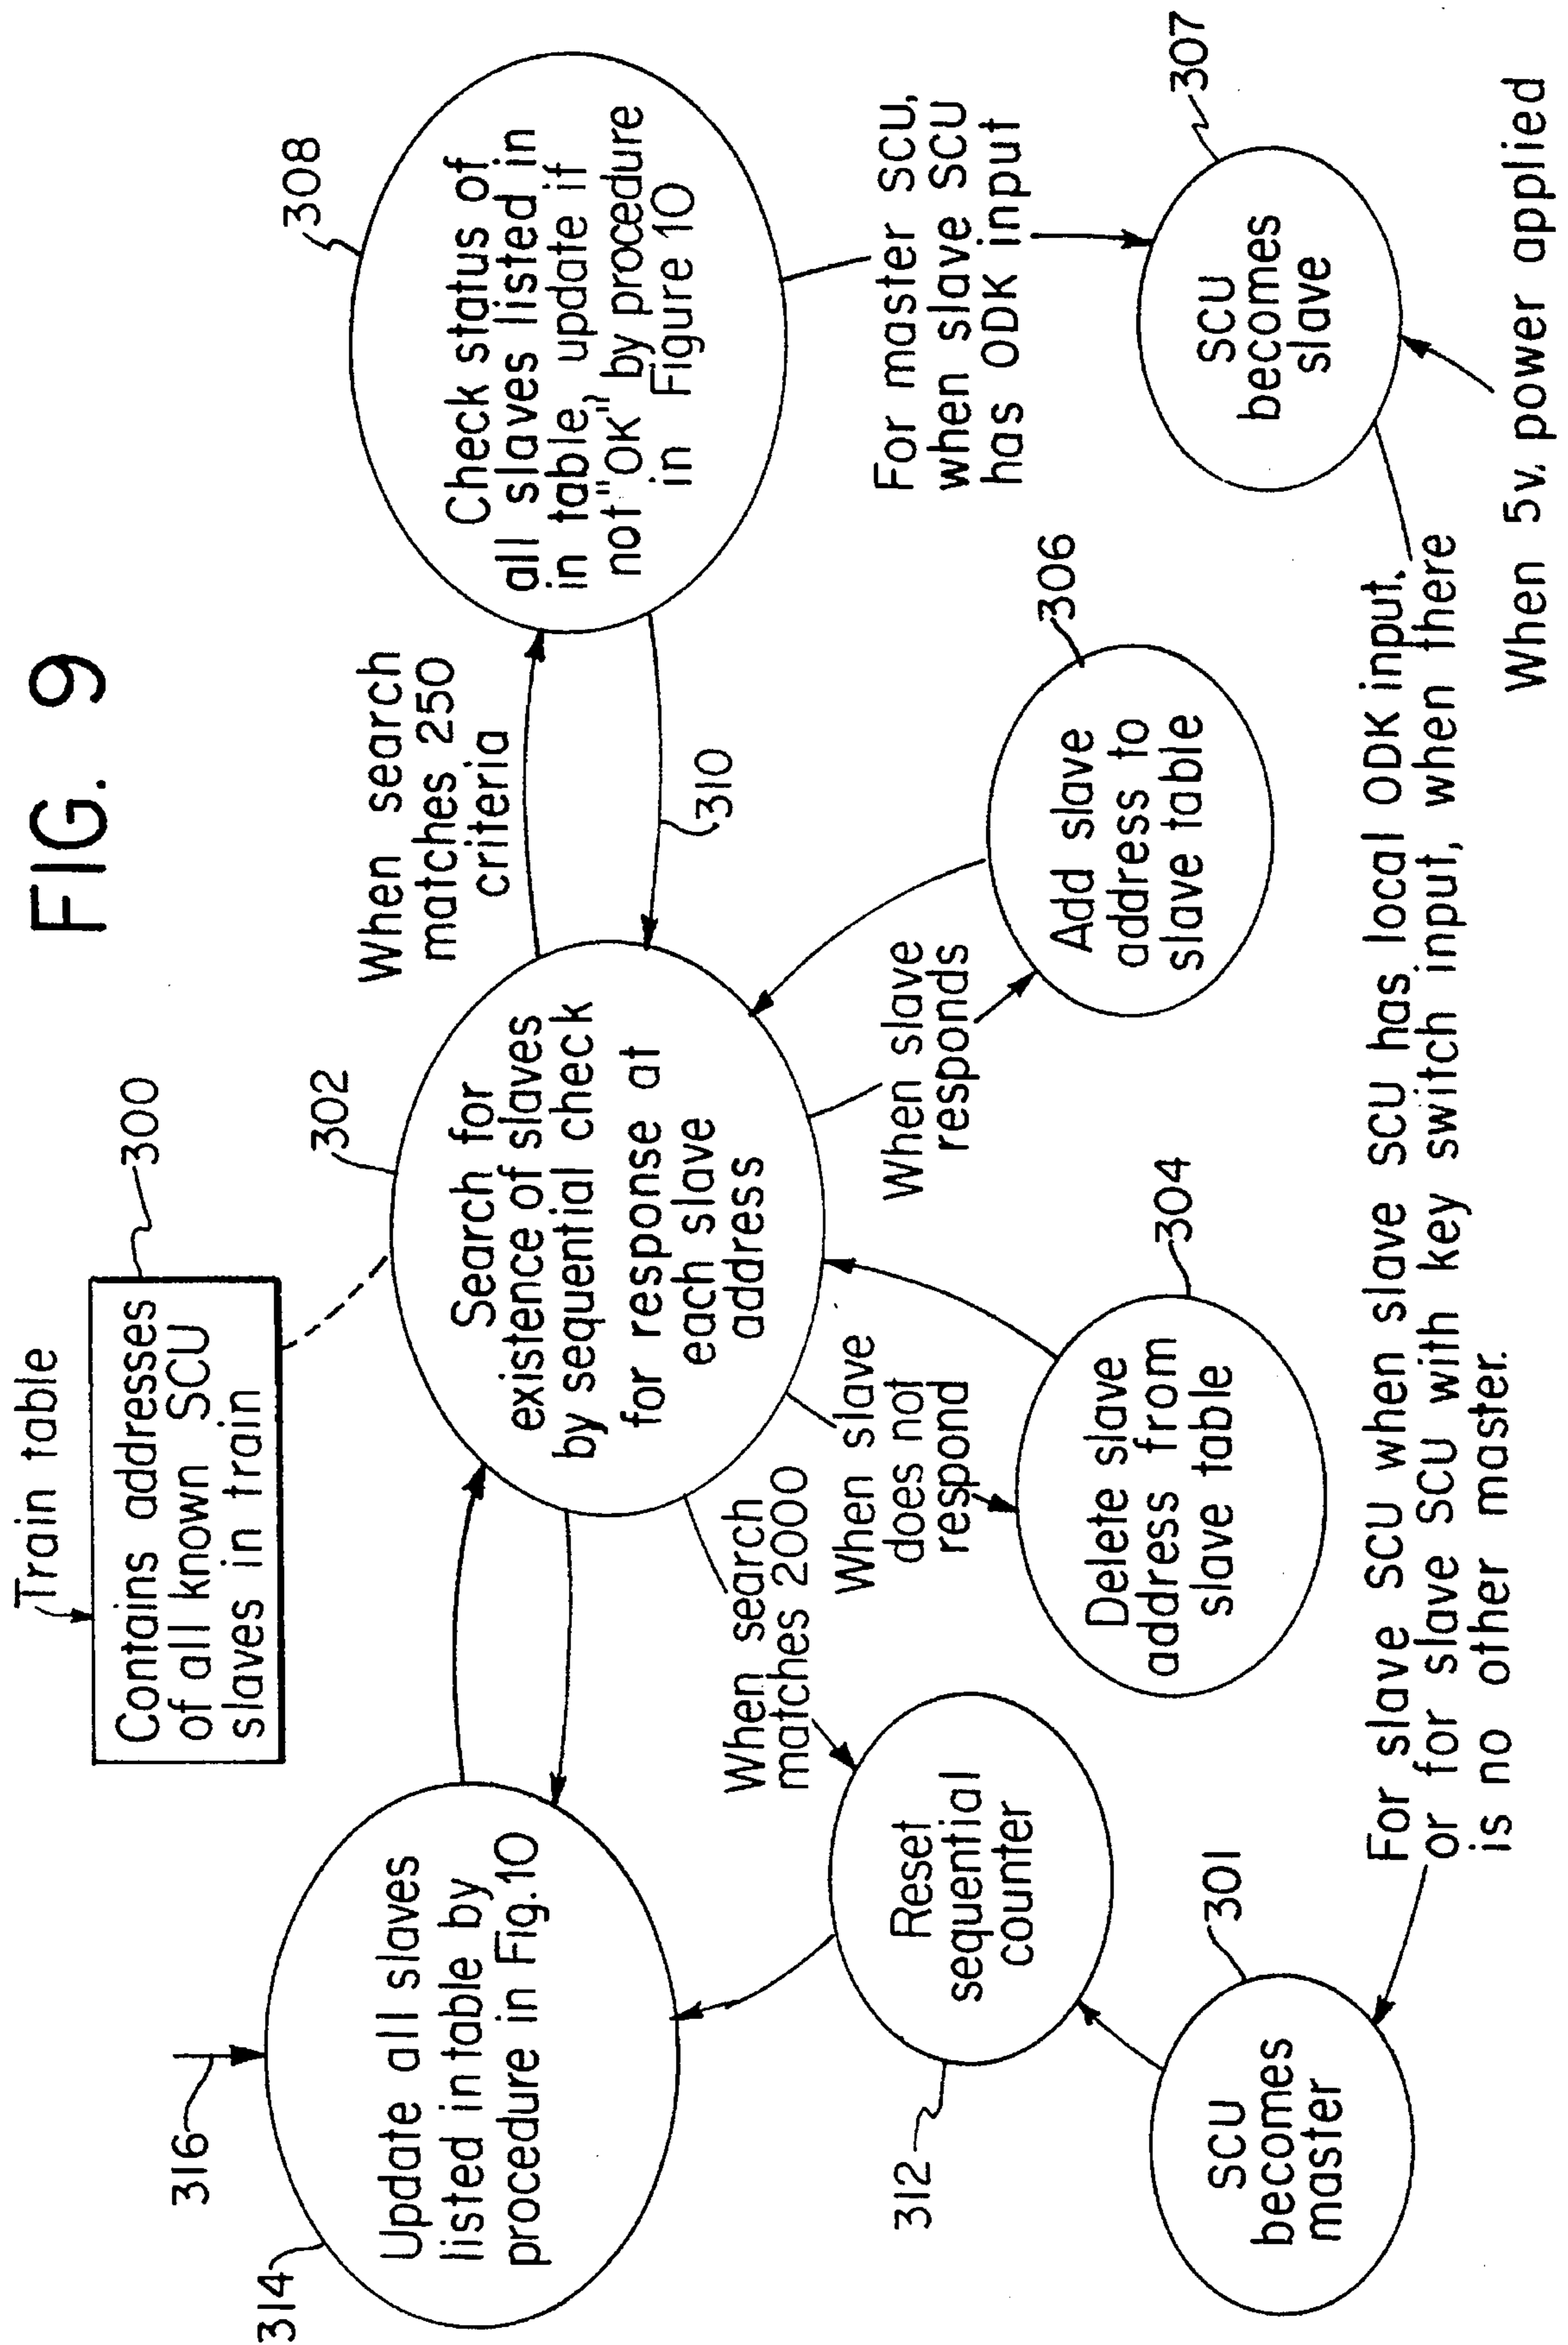 FIG. 9
Train table
300
Contains addresses
of all known SCU
slaves in train
316
314
Update all slaves
listed in table by
procedure in Fig.10
302
Search for
existence of slaves
by sequential check
for response at
each slave
address
When search
matches 250
criteria
310
308
Check status of
all slaves listed in
in table, update if
not "OK" by procedure
in Figure 10
When search
matches 2000
When slave
does not
respond
When slave
responds
For master SCU,
when slave SCU
has ODK input
312
Reset
sequential
counter
304
Delete slave
address from
slave table
306
Add slave
address to
slave table
307
SCU
becomes
slave
301
SCU
becomes
master
For slave SCU when slave SCU has local ODK input,
or for slave SCU with key switch input, when there
is no other master.
When 5v. power applied